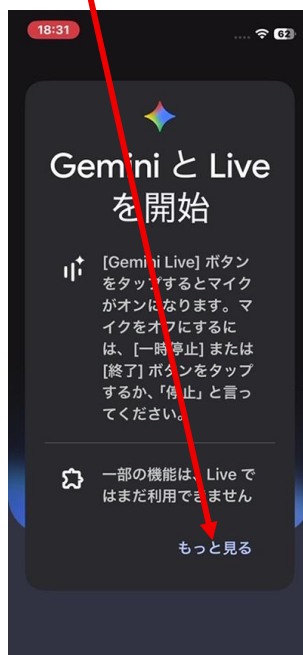 18:31
62
Gemini と Live
を開始
[Gemini Live] ボタン
をタップするとマイク
がオンになります。マ
イクをオフにするに
は、[一時停止] または
[終了] ボタンをタップ
するか、「停止」と言っ
てください。
一部の機能は、Live で
はまだ利用できません
もっと見る